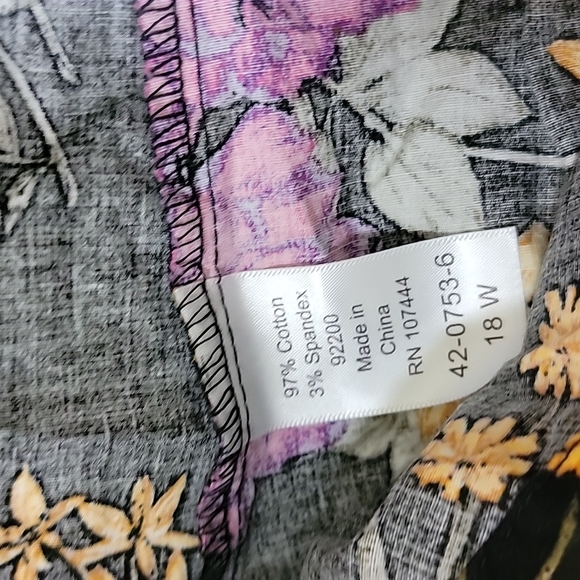 97% Cotton
3% Spandex
92200
Made in
China
RN 107444
42-0753-6
18 W